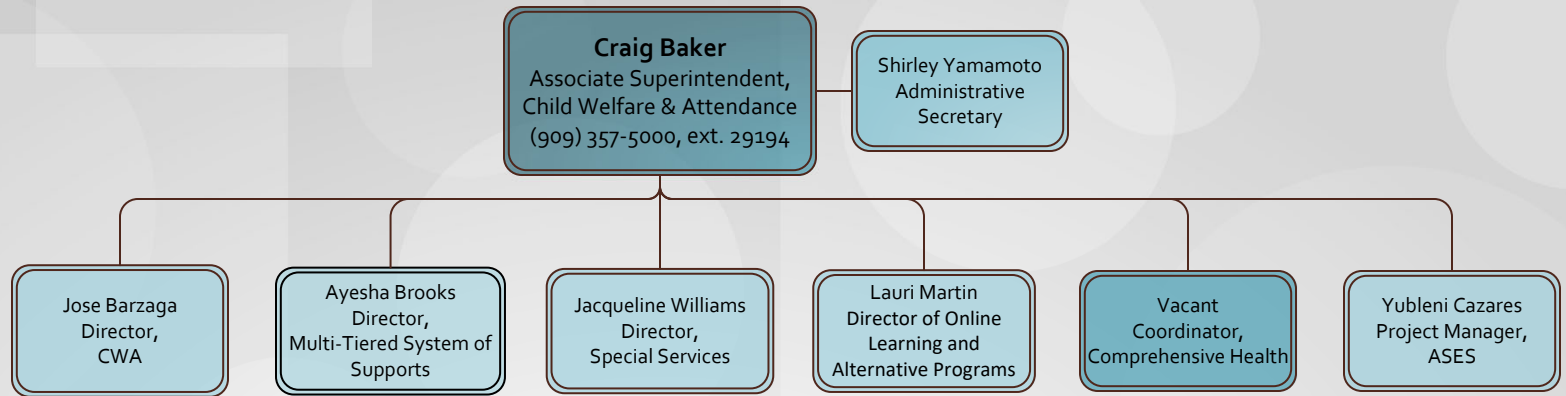 Craig Baker
Associate Superintendent,
Child Welfare & Attendance
(909) 357-5000, ext. 29194
Shirley Yamamoto
Administrative
Secretary
Jose Barzaga
Director,
CWA
Ayesha Brooks
Director,
Multi-Tiered System of
Supports
Jacqueline Williams
Director,
Special Services
Lauri Martin
Director of Online
Learning and
Alternative Programs
Vacant
Coordinator,
Comprehensive Health
Yubleni Cazares
Project Manager,
ASES